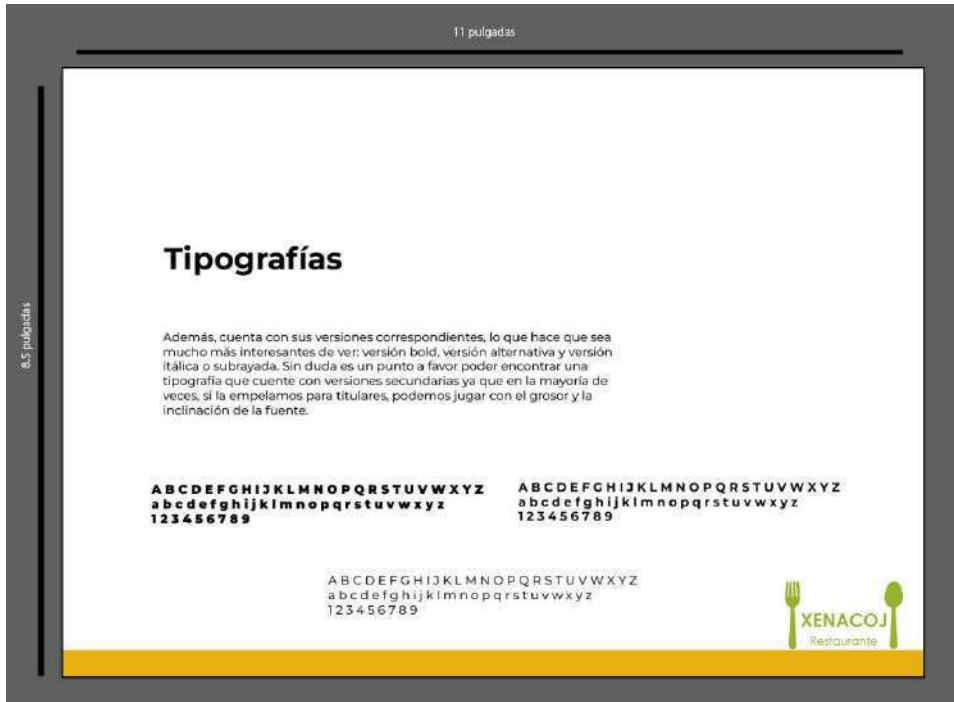 11 pulgadas
8.5 pulgadas
Tipografías
Además, cuenta con sus versiones correspondientes, lo que hace que sea
mucho más interesantes de ver: versión bold, versión alternativa y versión
itálica o subrayada. Sin duda es un punto a favor poder encontrar una
tipografía que cuente con versiones secundarias ya que en la mayoría de
veces, si la empelamos para titulares, podemos jugar con el grosor y la
inclinación de la fuente.
ABCDEFGHIJKLMNOPQRSTUVWXYZ
abcdefghijklmnopqrstuvwxyz
123456789
ABCDEFGHIJKLMNOPQRSTUVWXYZ
abcdefghijklmnopqrstuvwxyz
123456789
ABCDEFGHIJKLMNOPQRSTUVWXYZ
abcdefghijklmnopqrstuvwxyz
123456789
XENACOJ
Restaurante